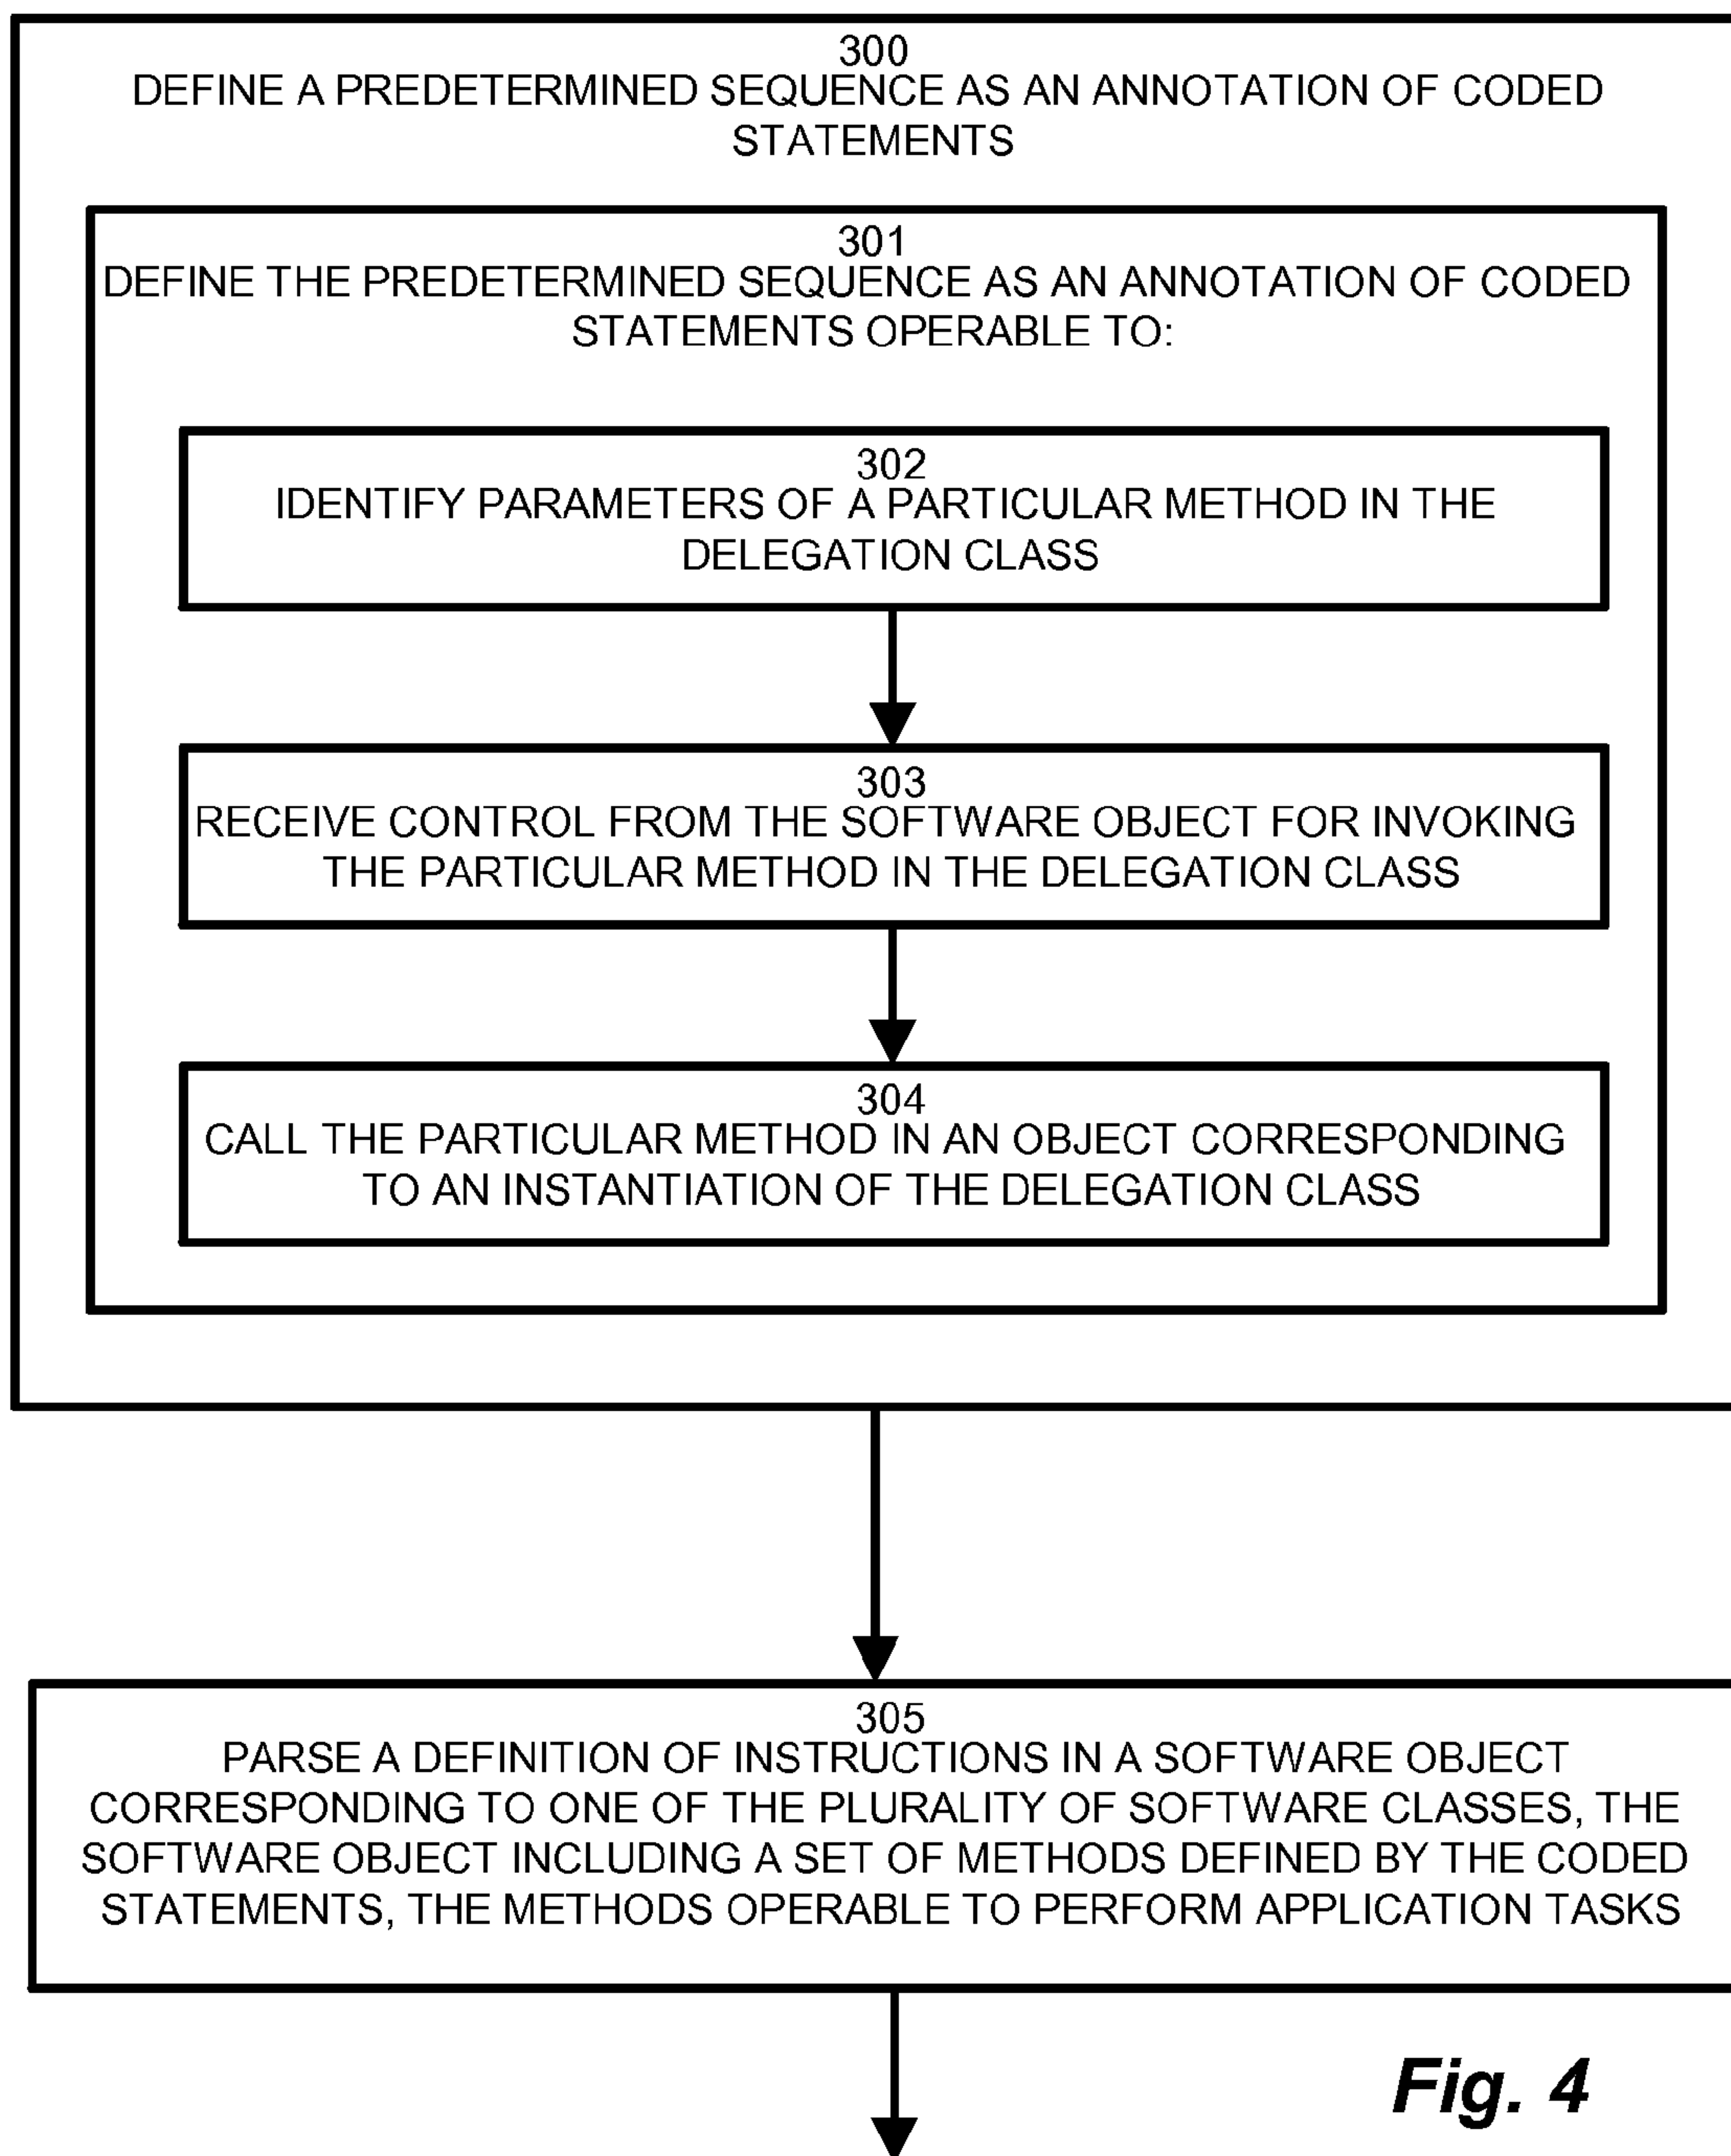 300
DEFINE A PREDETERMINED SEQUENCE AS AN ANNOTATION OF CODED
STATEMENTS
301
DEFINE THE PREDETERMINED SEQUENCE AS AN ANNOTATION OF CODED
STATEMENTS OPERABLE TO:
302
IDENTIFY PARAMETERS OF A PARTICULAR METHOD IN THE
DELEGATION CLASS
303
RECEIVE CONTROL FROM THE SOFTWARE OBJECT FOR INVOKING
THE PARTICULAR METHOD IN THE DELEGATION CLASS
304
CALL THE PARTICULAR METHOD IN AN OBJECT CORRESPONDING
TO AN INSTANTIATION OF THE DELEGATION CLASS
305
PARSE A DEFINITION OF INSTRUCTIONS IN A SOFTWARE OBJECT
CORRESPONDING TO ONE OF THE PLURALITY OF SOFTWARE CLASSES, THE
SOFTWARE OBJECT INCLUDING A SET OF METHODS DEFINED BY THE CODED
STATEMENTS, THE METHODS OPERABLE TO PERFORM APPLICATION TASKS
Fig. 4